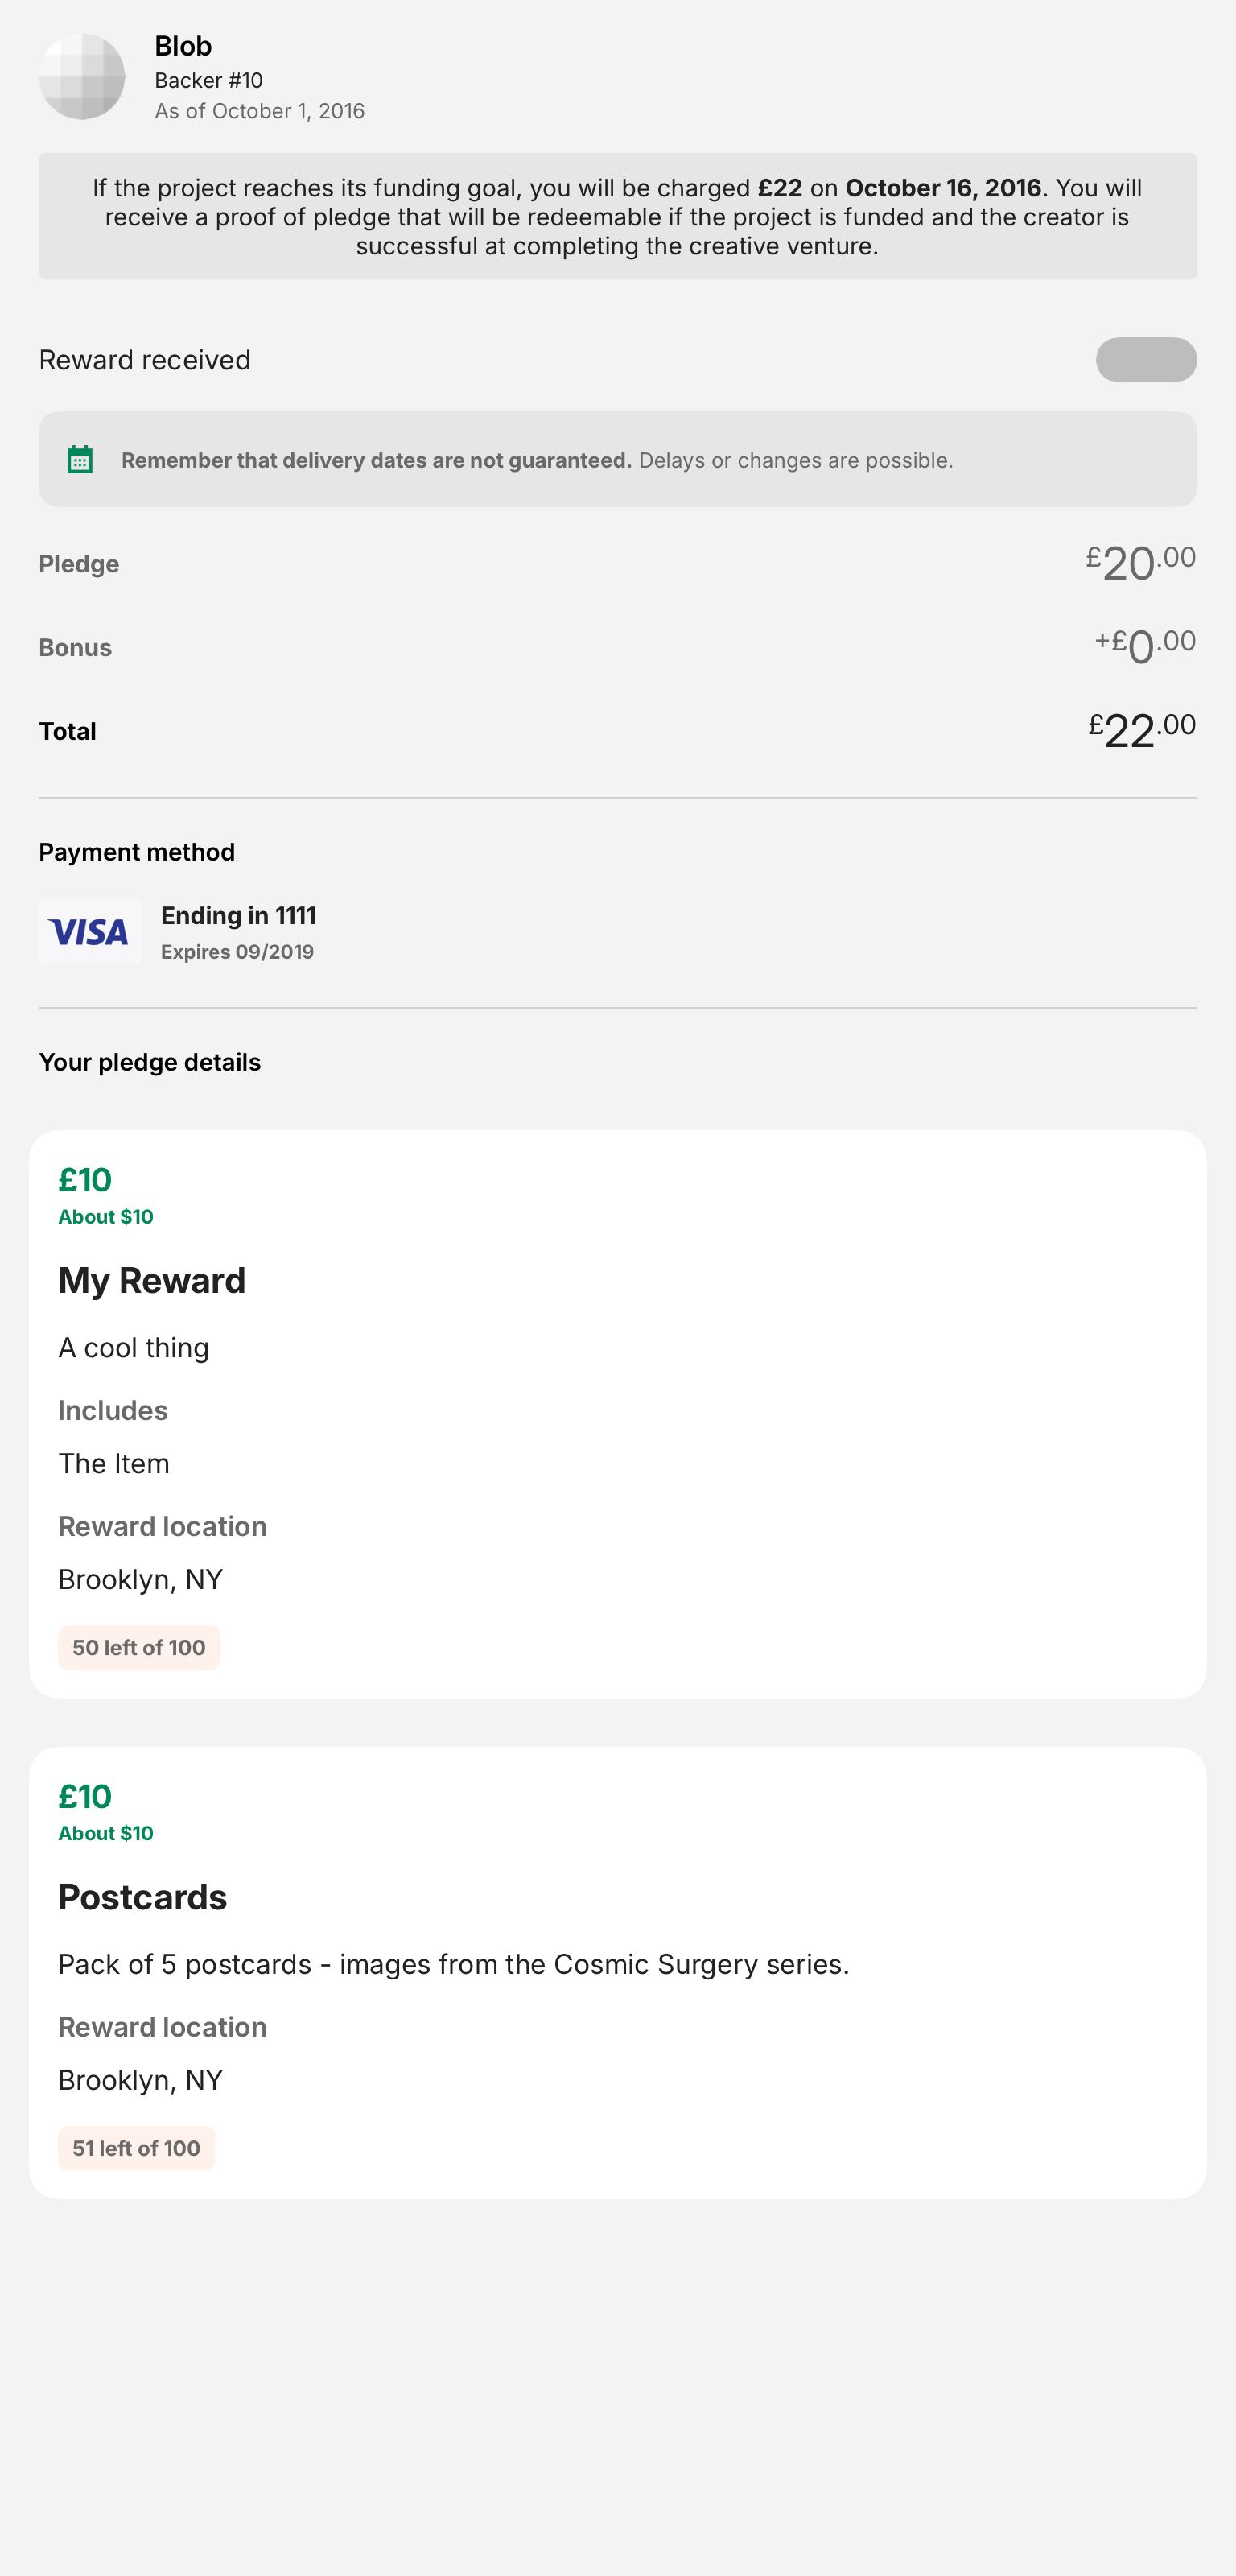 Blob
Backer #10
As of October 1, 2016
If the project reaches its funding goal, you will be charged £22 on October 16, 2016. You will
receive a proof of pledge that will be redeemable if the project is funded and the creator is
successful at completing the creative venture.
Reward received
Remember that delivery dates are not guaranteed. Delays or changes are possible.
Pledge £20.00
Bonus +£0.00
Total £22.00
Payment method
VISA
Ending in 1111
Expires 09/2019
Your pledge details
£10
About $10
My Reward
A cool thing
Includes
The Item
Reward location
Brooklyn, NY
50 left of 100
£10
About $10
Postcards
Pack of 5 postcards - images from the Cosmic Surgery series.
Reward location
Brooklyn, NY
51 left of 100